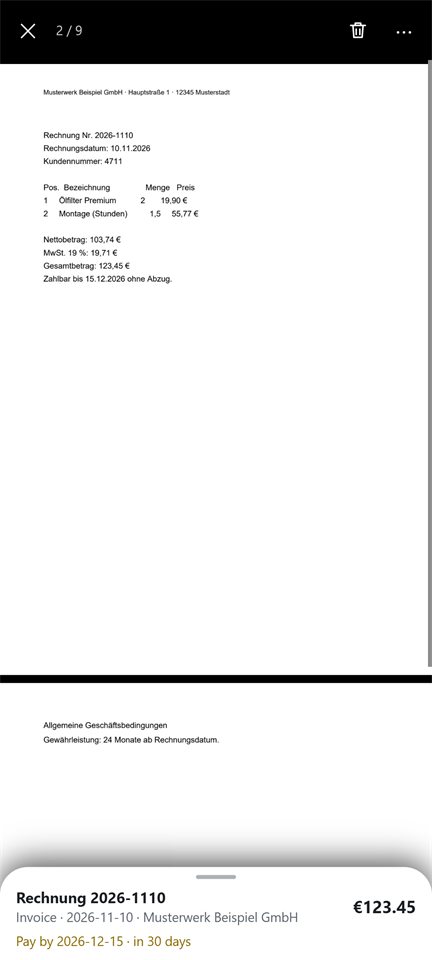 2 / 9
Musterwerk Beispiel GmbH · Hauptstraße 1 · 12345 Musterstadt
Rechnung Nr. 2026-1110
Rechnungsdatum: 10.11.2026
Kundennummer: 4711
Pos. Bezeichnung Menge Preis
1 Ölfilter Premium 2 19,90 €
2 Montage (Stunden) 1,5 55,77 €
Nettobetrag: 103,74 €
MwSt. 19 %: 19,71 €
Gesamtbetrag: 123,45 €
Zahlbar bis 15.12.2026 ohne Abzug.
Allgemeine Geschäftsbedingungen
Gewährleistung: 24 Monate ab Rechnungsdatum.
Rechnung 2026-1110
Invoice · 2026-11-10 · Musterwerk Beispiel GmbH
€123.45
Pay by 2026-12-15 · in 30 days